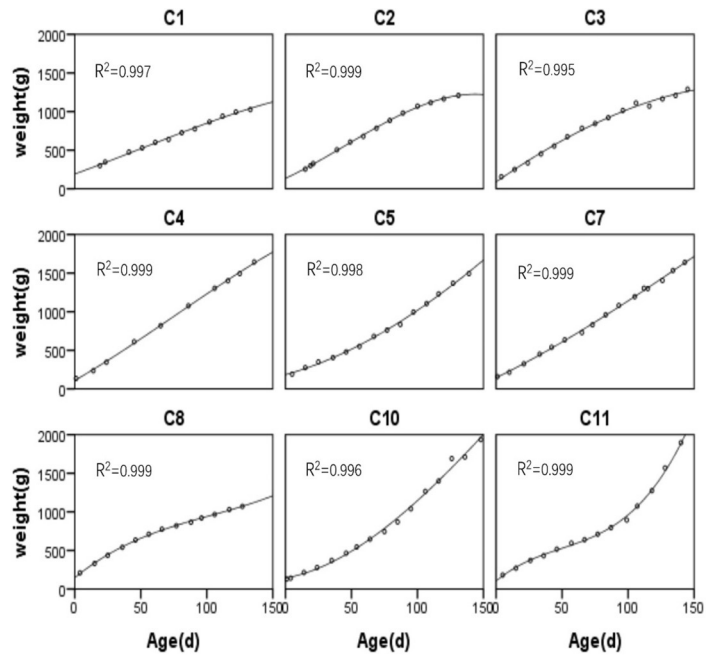 C1 C2 C3
2000
1500
1000
500
0
weight(g)
R²=0.997 R²=0.999 R²=0.995
C4 C5 C7
2000
1500
1000
500
0
weight(g)
R²=0.999 R²=0.998 R²=0.999
C8 C10 C11
2000
1500
1000
500
0
weight(g)
R²=0.999 R²=0.996 R²=0.999
0 50 100 150 0 50 100 150 0 50 100 150
Age(d) Age(d) Age(d)